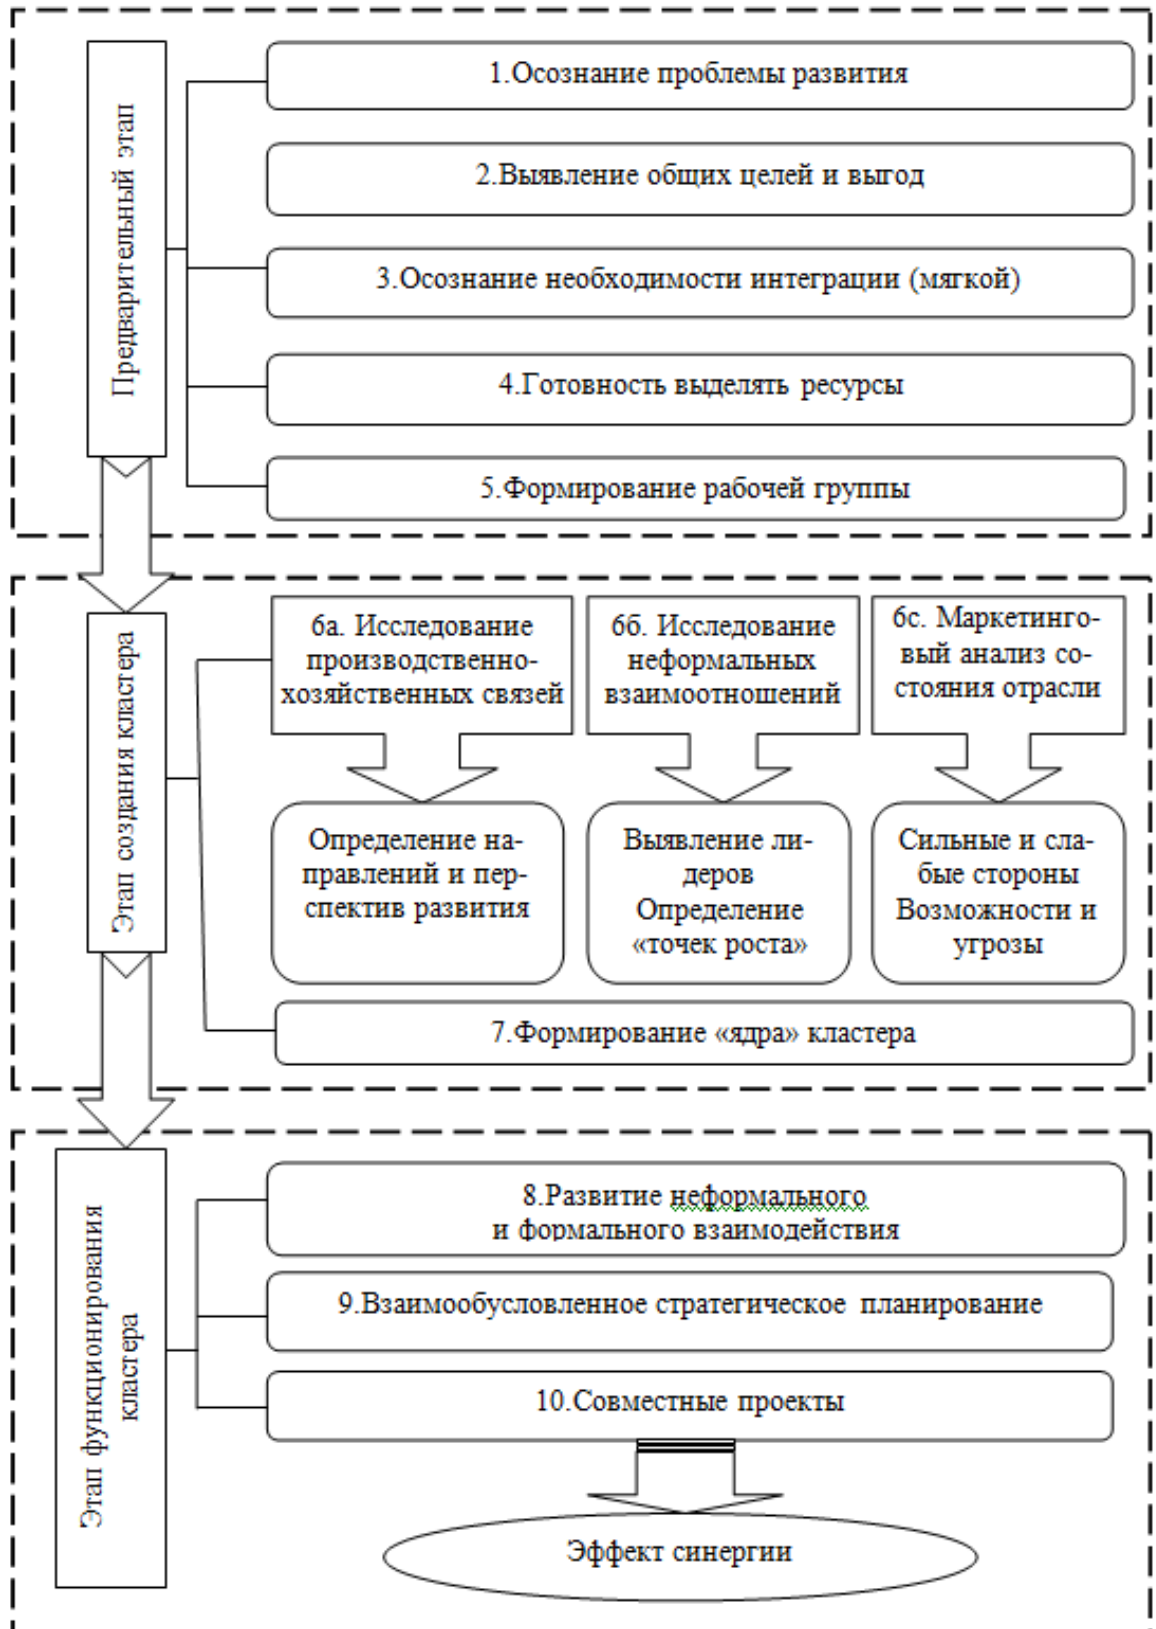 Предварительный этап
1.Осознание проблемы развития
2.Выявление общих целей и выгод
3.Осознание необходимости интеграции (мягкой)
4.Готовность выделять ресурсы
5.Формирование рабочей группы
Этап создания кластера
6а. Исследование
производственно-
хозяйственных связей
6б. Исследование
неформальных
взаимоотношений
6с. Маркетинго-
вый анализ со-
стояния отрасли
Определение на-
правлений и пер-
спектив развития
Выявление ли-
деров
Определение
«точек роста»
Сильные и сла-
бые стороны
Возможности и
угрозы
7.Формирование «ядра» кластера
Этап функционирования
кластера
8.Развитие неформального
и формального взаимодействия
9.Взаимообусловленное стратегическое планирование
10.Совместные проекты
Эффект синергии